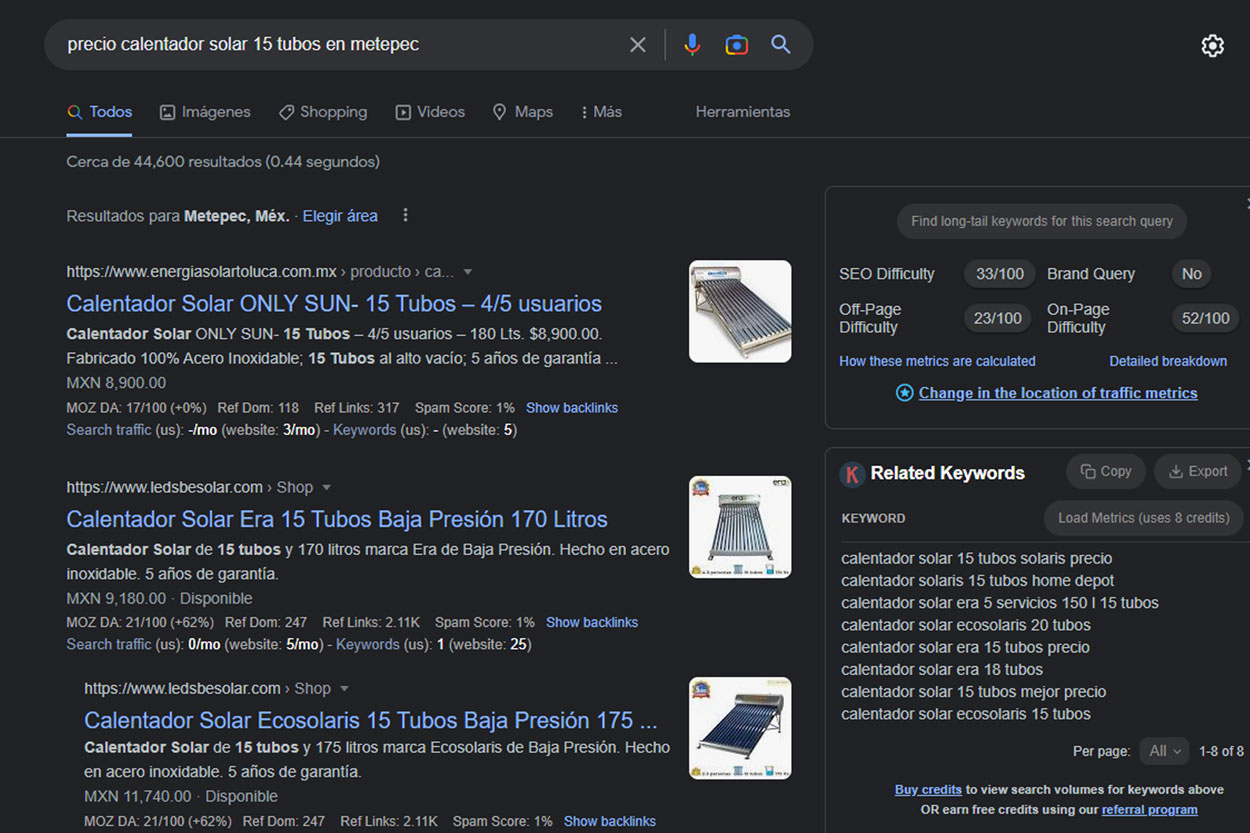 precio calentador solar 15 tubos en metepec
Todos Imágenes Shopping Videos Maps Más Herramientas
Cerca de 44,600 resultados (0.44 segundos)
Resultados para Metepec, Méx. · Elegir área
https://www.energiasolartoluca.com.mx › producto › ca...
Calentador Solar ONLY SUN- 15 Tubos – 4/5 usuarios
Calentador Solar ONLY SUN- 15 Tubos – 4/5 usuarios – 180 Lts. $8,900.00.
Fabricado 100% Acero Inoxidable; 15 Tubos al alto vacío; 5 años de garantía ...
MXN 8,900.00
MOZ DA: 17/100 (+0%) Ref Dom: 118 Ref Links: 317 Spam Score: 1% Show backlinks
Search traffic (us): -/mo (website: 3/mo) - Keywords (us): - (website: 5)
https://www.ledsbesolar.com › Shop
Calentador Solar Era 15 Tubos Baja Presión 170 Litros
Calentador Solar de 15 tubos y 170 litros marca Era de Baja Presión. Hecho en acero
inoxidable. 5 años de garantía.
MXN 9,180.00 · Disponible
MOZ DA: 21/100 (+62%) Ref Dom: 247 Ref Links: 2.11K Spam Score: 1% Show backlinks
Search traffic (us): 0/mo (website: 5/mo) - Keywords (us): 1 (website: 25)
era
https://www.ledsbesolar.com › Shop
Calentador Solar Ecosolaris 15 Tubos Baja Presión 175 ...
Calentador Solar de 15 tubos y 175 litros marca Ecosolaris de Baja Presión. Hecho
en acero inoxidable. 5 años de garantía.
MXN 11,740.00 · Disponible
MOZ DA: 21/100 (+62%) Ref Dom: 247 Ref Links: 2.11K Spam Score: 1% Show backlinks
Find long-tail keywords for this search query
SEO Difficulty 33/100 Brand Query No
Off-Page Difficulty 23/100 On-Page Difficulty 52/100
How these metrics are calculated Detailed breakdown
Change in the location of traffic metrics
K Related Keywords Copy Export
KEYWORD Load Metrics (uses 8 credits)
calentador solar 15 tubos solaris precio
calentador solaris 15 tubos home depot
calentador solar era 5 servicios 150 l 15 tubos
calentador solar ecosolaris 20 tubos
calentador solar era 15 tubos precio
calentador solar era 18 tubos
calentador solar 15 tubos mejor precio
calentador solar ecosolaris 15 tubos
Per page: All 1-8 of 8
Buy credits to view search volumes for keywords above
OR earn free credits using our referral program